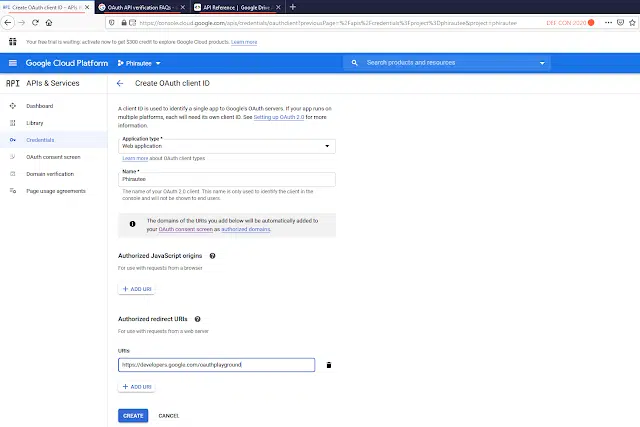 Create OAuth client ID – APIs
OAuth API verification FAQs -
API Reference | Google Drive
https://console.cloud.google.com/apis/credentials/oauthclient?previousPage=%2Fapis%2Fcredentials%3Fproject%3Dphirautee&project=phirautee
DEF CON 2020
Your free trial is waiting: activate now to get $300 credit to explore Google Cloud products. Learn more
Google Cloud Platform
Phirautee
Search products and resources
API APIs & Services
Create OAuth client ID
Dashboard
Library
Credentials
OAuth consent screen
Domain verification
Page usage agreements
A client ID is used to identify a single app to Google's OAuth servers. If your app runs on
multiple platforms, each will need its own client ID. See Setting up OAuth 2.0 for more
information.
Application type *
Web application
Learn more about OAuth client types
Name *
Phirautee
The name of your OAuth 2.0 client. This name is only used to identify the client in the
console and will not be shown to end users.
The domains of the URIs you add below will be automatically added to
your OAuth consent screen as authorized domains.
Authorized JavaScript origins
For use with requests from a browser
+ ADD URI
Authorized redirect URIs
For use with requests from a web server
URIs
https://developers.google.com/oauthplayground
+ ADD URI
CREATE
CANCEL